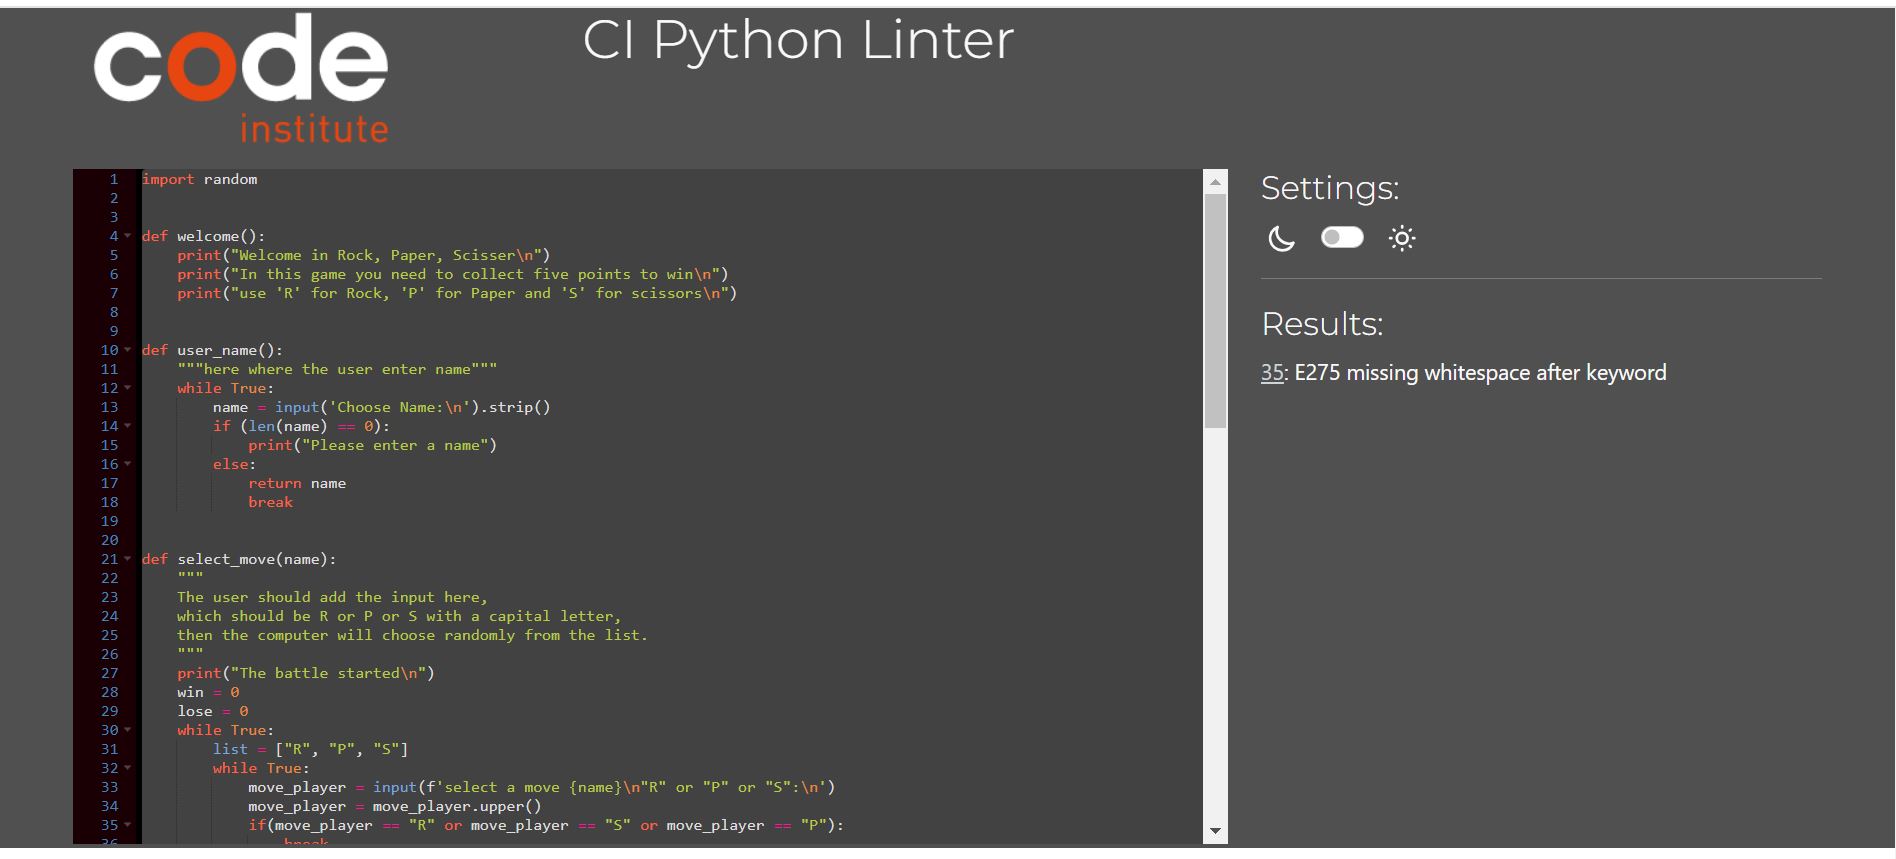 code
institute
CI Python Linter
1 import random
2
3
4 def welcome():
5 print("Welcome in Rock, Paper, Scisser\n")
6 print("In this game you need to collect five points to win\n")
7 print("use 'R' for Rock, 'P' for Paper and 'S' for scissors\n")
8
9
10 def user_name():
11 """here where the user enter name"""
12 while True:
13 name = input('Choose Name:\n').strip()
14 if (len(name) == 0):
15 print("Please enter a name")
16 else:
17 return name
18 break
19
20
21 def select_move(name):
22 """
23 The user should add the input here,
24 which should be R or P or S with a capital letter,
25 then the computer will choose randomly from the list.
26 """
27 print("The battle started\n")
28 win = 0
29 lose = 0
30 while True:
31 list = ["R", "P", "S"]
32 while True:
33 move_player = input(f'select a move {name}\n"R" or "P" or "S":\n')
34 move_player = move_player.upper()
35 if(move_player == "R" or move_player == "S" or move_player == "P"):
36 break
Settings:
Results:
35: E275 missing whitespace after keyword